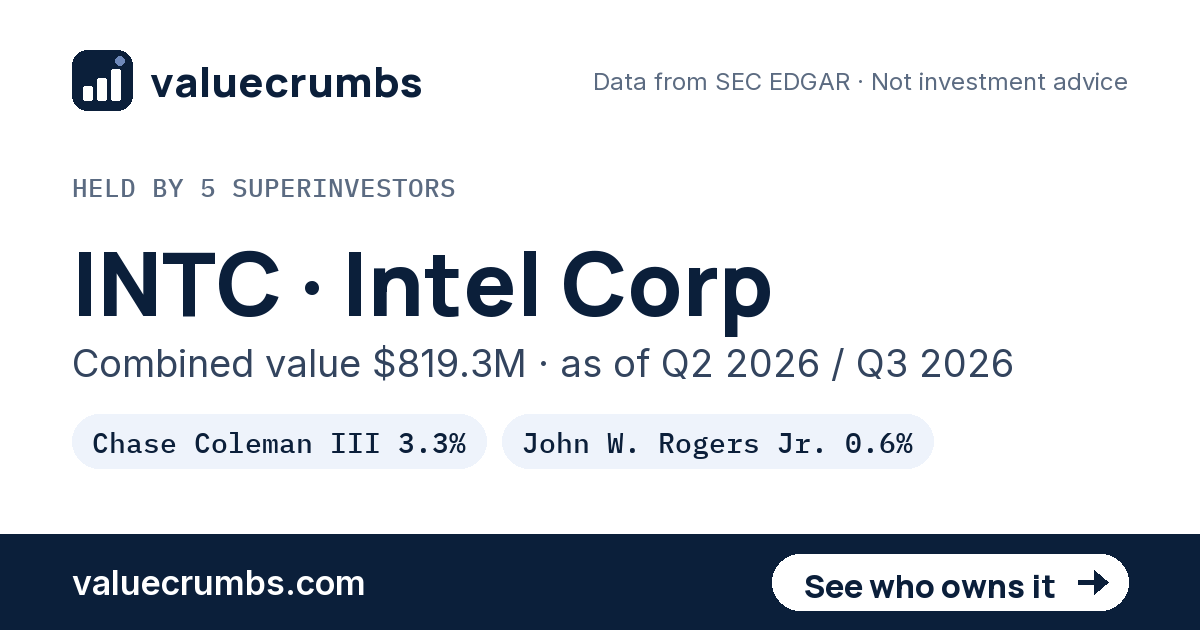 valuecrumbs
Data from SEC EDGAR · Not investment advice
HELD BY 5 SUPERINVESTORS
INTC · Intel Corp
Combined value $819.3M · as of Q2 2026 / Q3 2026
Chase Coleman III 3.3%
John W. Rogers Jr. 0.6%
valuecrumbs.com
See who owns it →